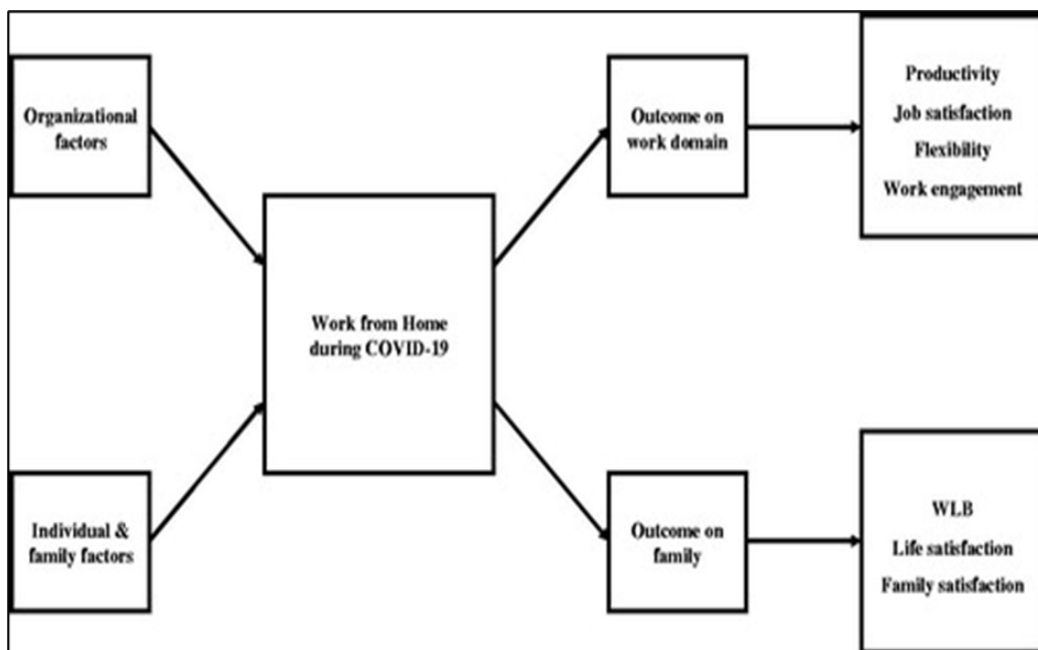 Organizational
factors
Individual &
family factors
Work from Home
during COVID-19
Outcome on
work domain
Outcome on
family
Productivity
Job satisfaction
Flexibility
Work engagement
WLB
Life satisfaction
Family satisfaction